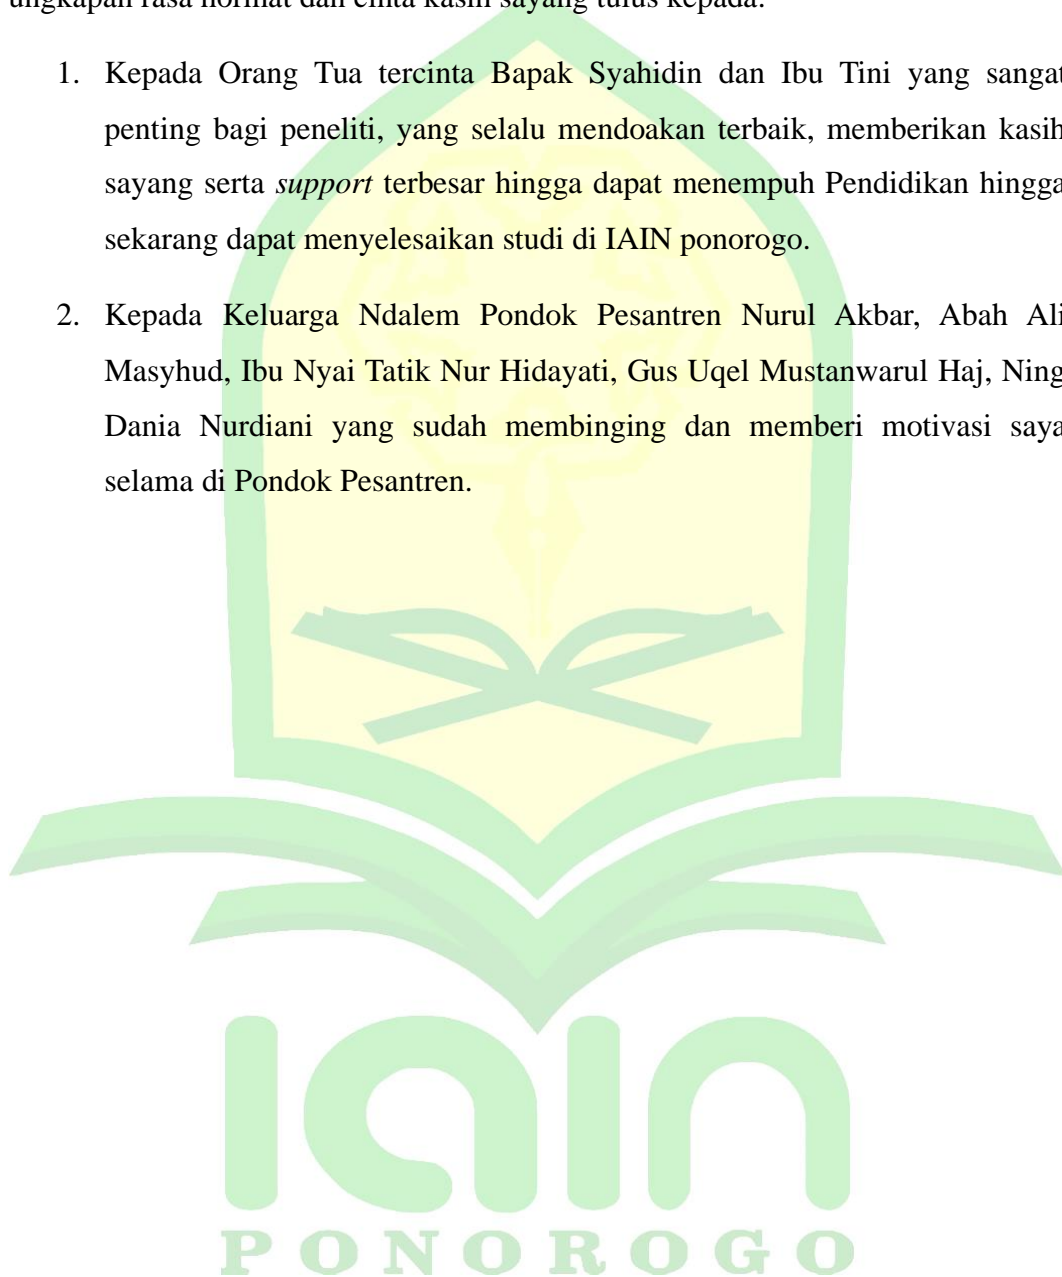 ungkapan rasa hormat dan cinta kasih sayang tulus kepada:
1. Kepada Orang Tua tercinta Bapak Syahidin dan Ibu Tini yang sangat
penting bagi peneliti, yang selalu mendoakan terbaik, memberikan kasih
sayang serta support terbesar hingga dapat menempuh Pendidikan hingga
sekarang dapat menyelesaikan studi di IAIN ponorogo.
2. Kepada Keluarga Ndalem Pondok Pesantren Nurul Akbar, Abah Ali
Masyhud, Ibu Nyai Tatik Nur Hidayati, Gus Uqel Mustanwarul Haj, Ning
Dania Nurdiani yang sudah membinging dan memberi motivasi saya
selama di Pondok Pesantren.
IAIN
PONOROGO